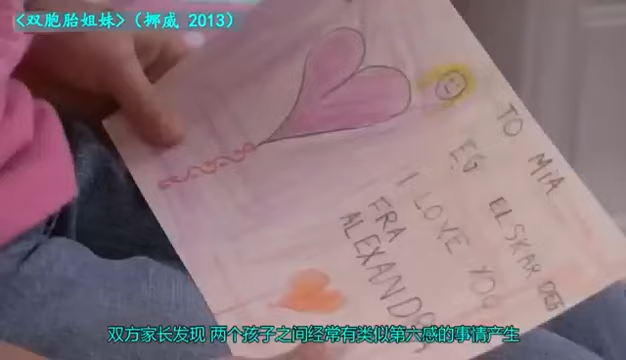 <双胞胎姐妹>（挪威 2013）
TO MIA
EG ELSKAR DEG
I LOVE YOU
FRA
ALEXANDRA
双方家长发现 两个孩子之间经常有类似第六感的事情产生